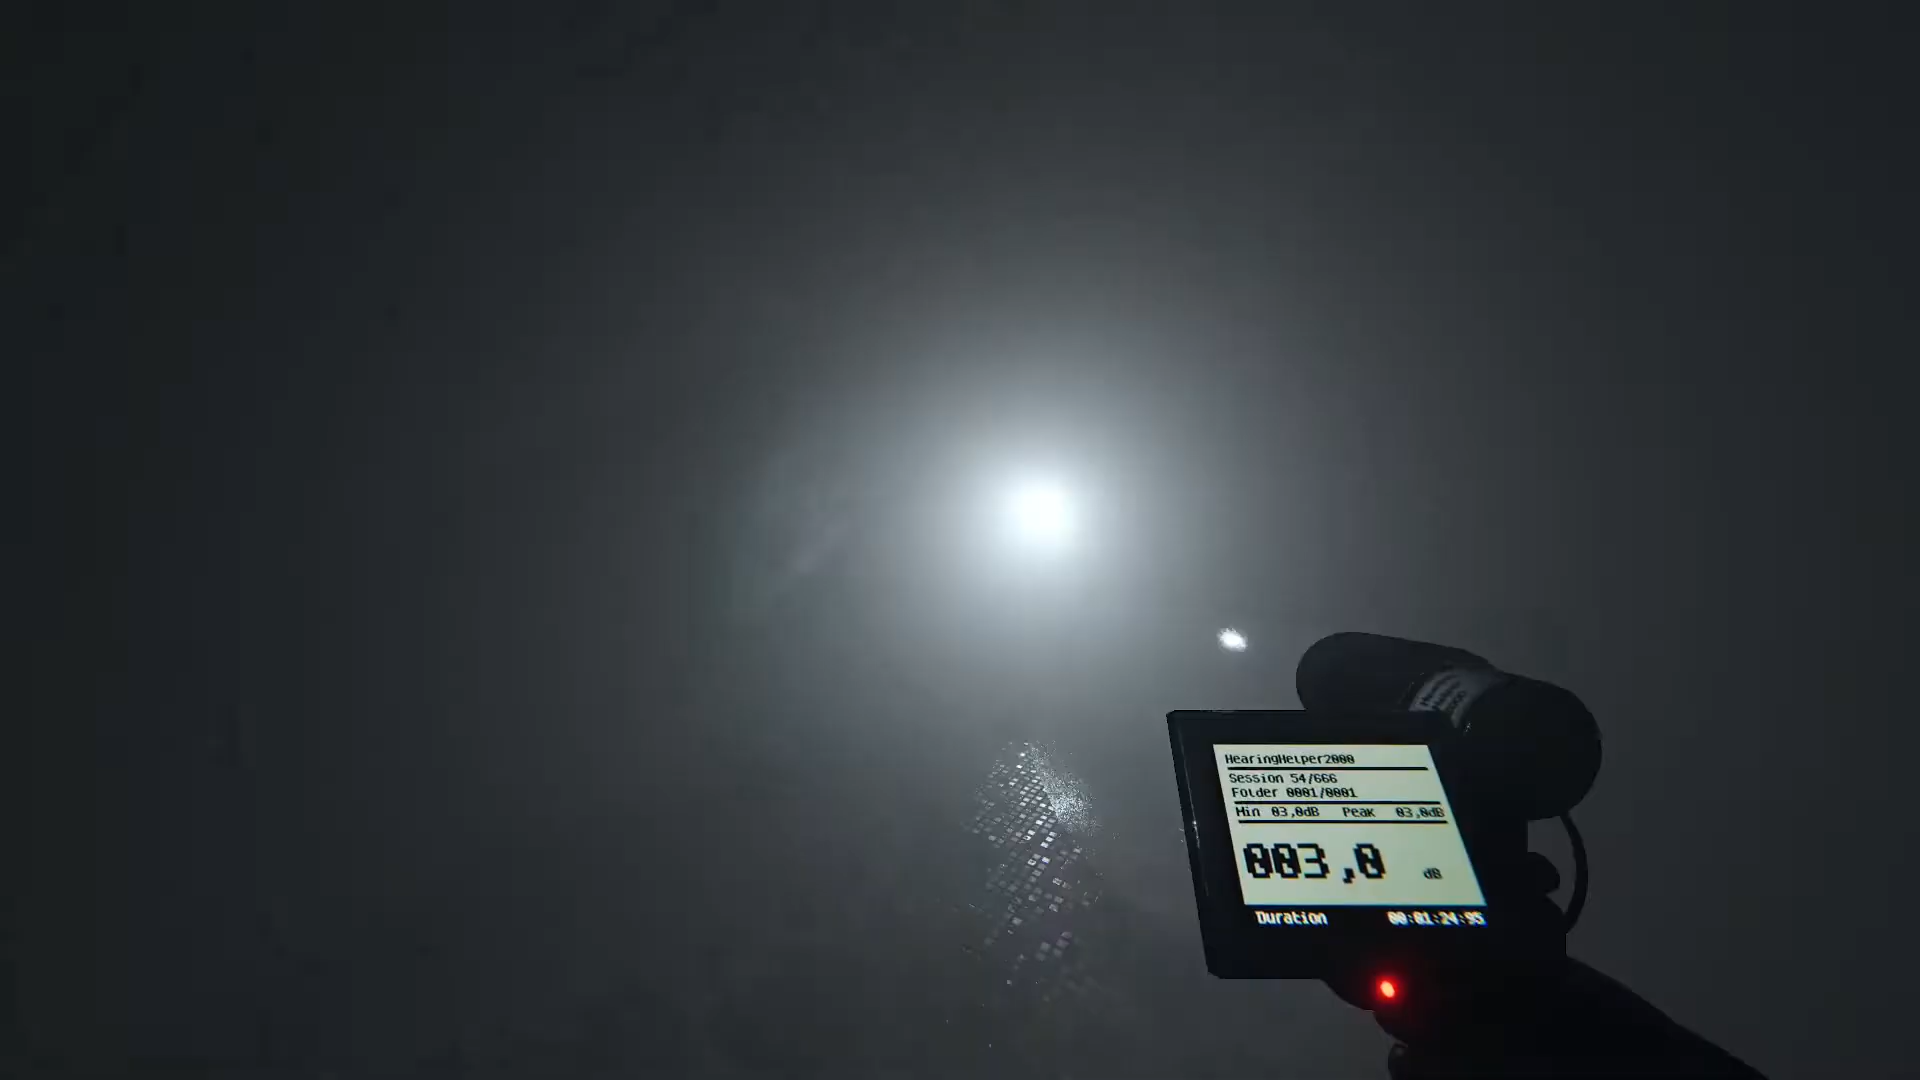 HearingHelper2000
Session 54/666
Folder 0001/0001
Min 03,0dB Peak 03,0dB
003,0 dB
Duration 00:01:24:95